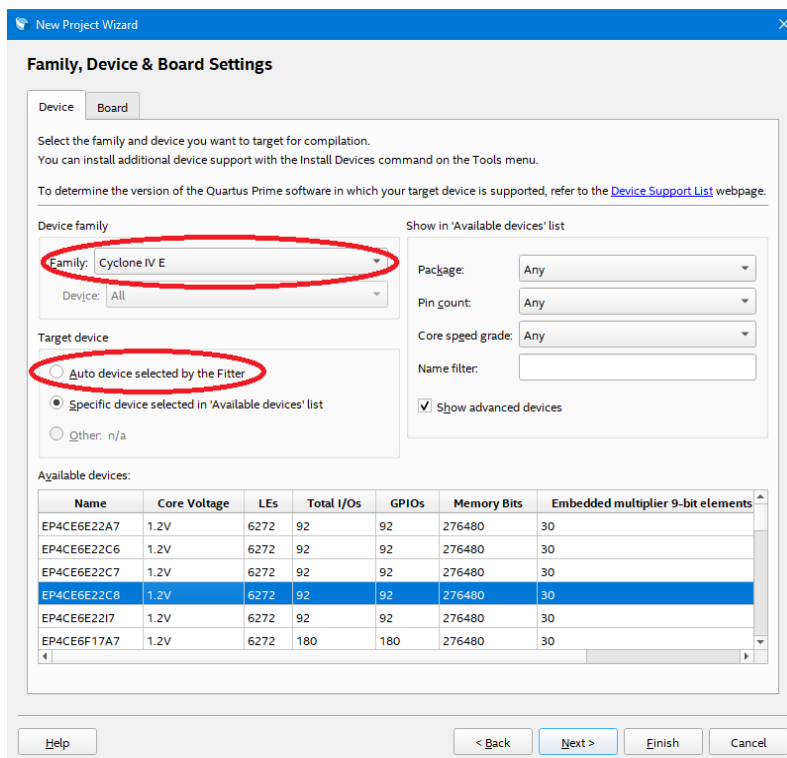 New Project Wizard
Family, Device & Board Settings
Device Board
Select the family and device you want to target for compilation.
You can install additional device support with the Install Devices command on the Tools menu.
To determine the version of the Quartus Prime software in which your target device is supported, refer to the Device Support List webpage.
Device family
Family: Cyclone IV E
Device: All
Target device
Auto device selected by the Fitter
Specific device selected in 'Available devices' list
Other: n/a
Show in 'Available devices' list
Package: Any
Pin count: Any
Core speed grade: Any
Name filter:
Show advanced devices
Available devices:
Name Core Voltage LEs Total I/Os GPIOs Memory Bits Embedded multiplier 9-bit elements
EP4CE6E22A7 1.2V 6272 92 92 276480 30
EP4CE6E22C6 1.2V 6272 92 92 276480 30
EP4CE6E22C7 1.2V 6272 92 92 276480 30
EP4CE6E22C8 1.2V 6272 92 92 276480 30
EP4CE6E22I7 1.2V 6272 92 92 276480 30
EP4CE6F17A7 1.2V 6272 180 180 276480 30
Help < Back Next > Finish Cancel